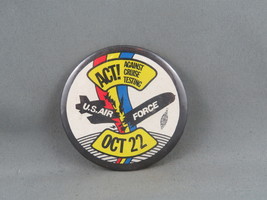 ACT!
AGAINST
CRUISE
TESTING!
U.S. AIR
FORCE
OCT 22